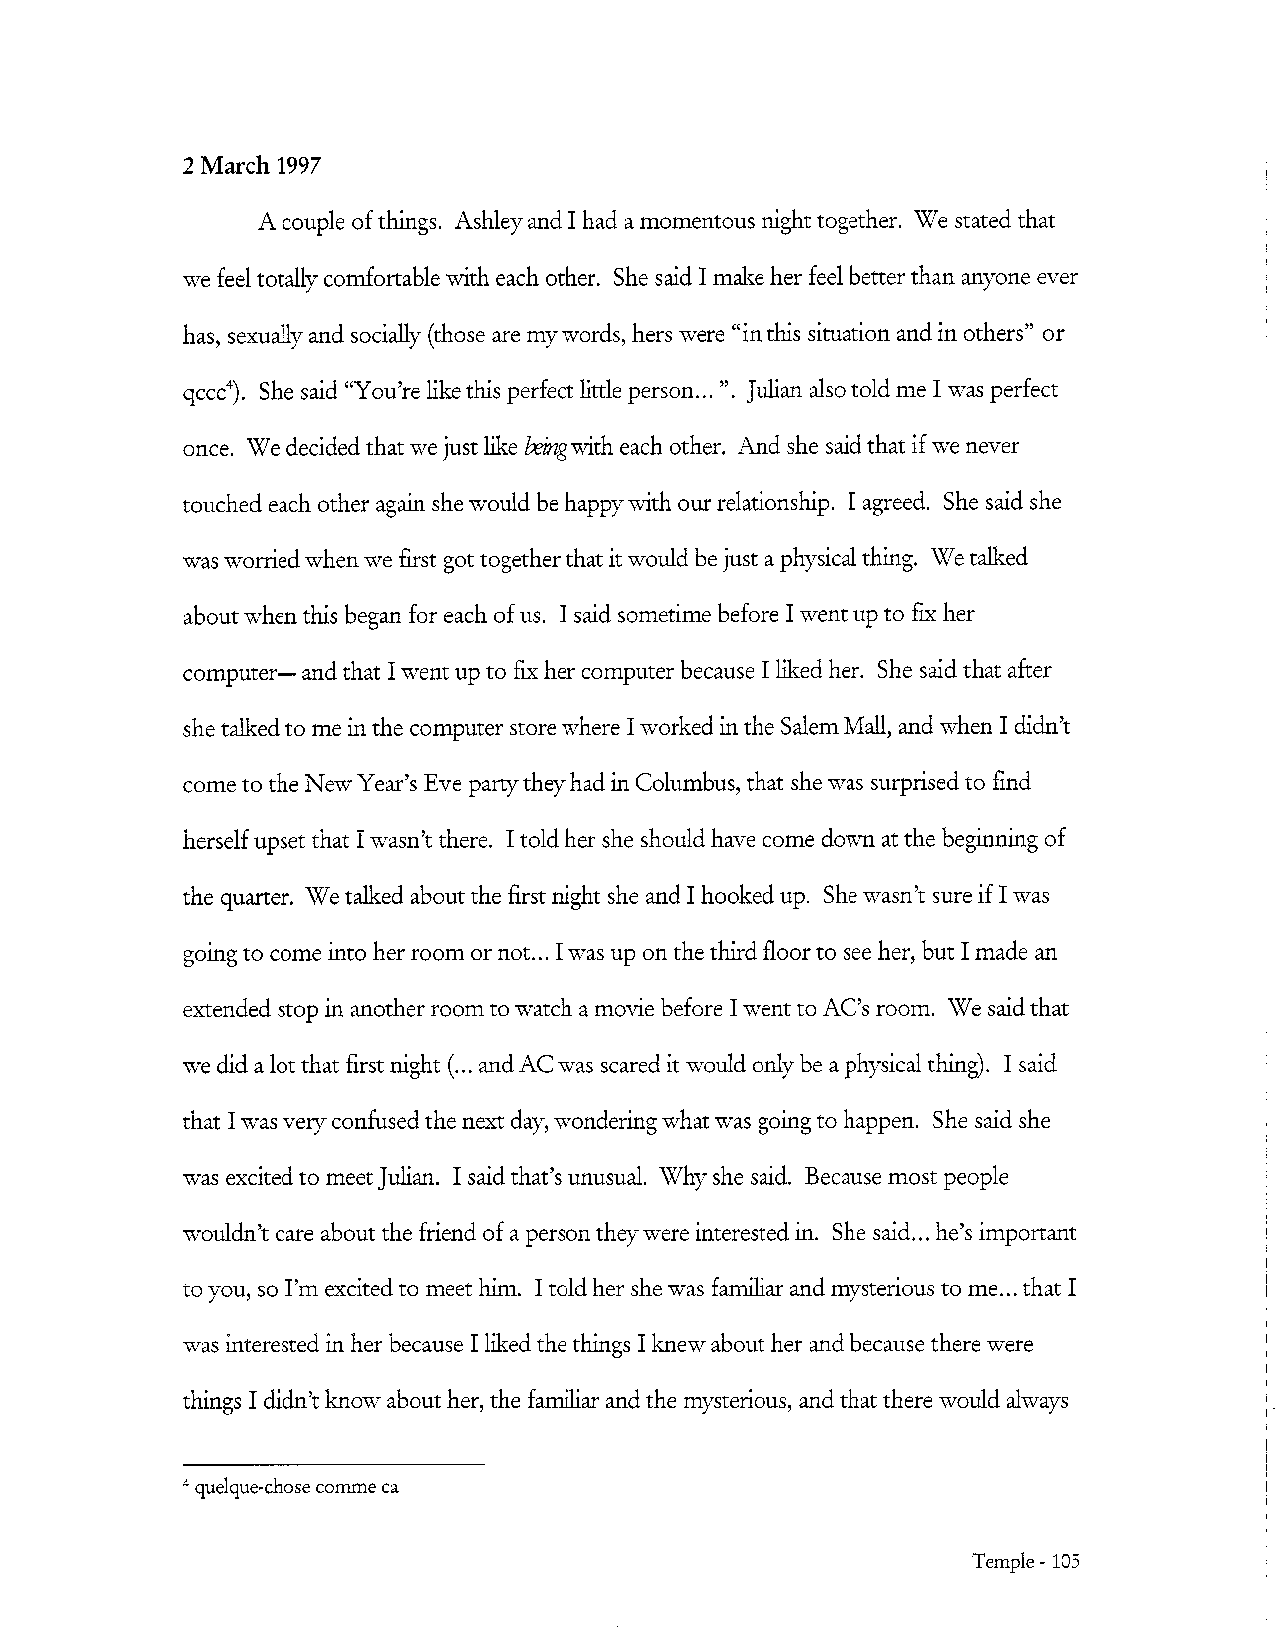 2 March 1997
A couple of things. Ashley and I had a momentous night together. We stated that
we feel totally comfortable with each other. She said I make her feel better than anyone ever
has, sexually and socially (those are my words, hers were “in this situation and in others” or
qccc⁴). She said “You're like this perfect little person... ”. Julian also told me I was perfect
once. We decided that we just like being with each other. And she said that if we never
touched each other again she would be happy with our relationship. I agreed. She said she
was worried when we first got together that it would be just a physical thing. We talked
about when this began for each of us. I said sometime before I went up to fix her
computer— and that I went up to fix her computer because I liked her. She said that after
she talked to me in the computer store where I worked in the Salem Mall, and when I didn't
come to the New Year's Eve party they had in Columbus, that she was surprised to find
herself upset that I wasn't there. I told her she should have come down at the beginning of
the quarter. We talked about the first night she and I hooked up. She wasn't sure if I was
going to come into her room or not... I was up on the third floor to see her, but I made an
extended stop in another room to watch a movie before I went to AC's room. We said that
we did a lot that first night (... and AC was scared it would only be a physical thing). I said
that I was very confused the next day, wondering what was going to happen. She said she
was excited to meet Julian. I said that's unusual. Why she said. Because most people
wouldn't care about the friend of a person they were interested in. She said... he's important
to you, so I'm excited to meet him. I told her she was familiar and mysterious to me... that I
was interested in her because I liked the things I knew about her and because there were
things I didn't know about her, the familiar and the mysterious, and that there would always
⁴ quelque-chose comme ca
Temple - 105